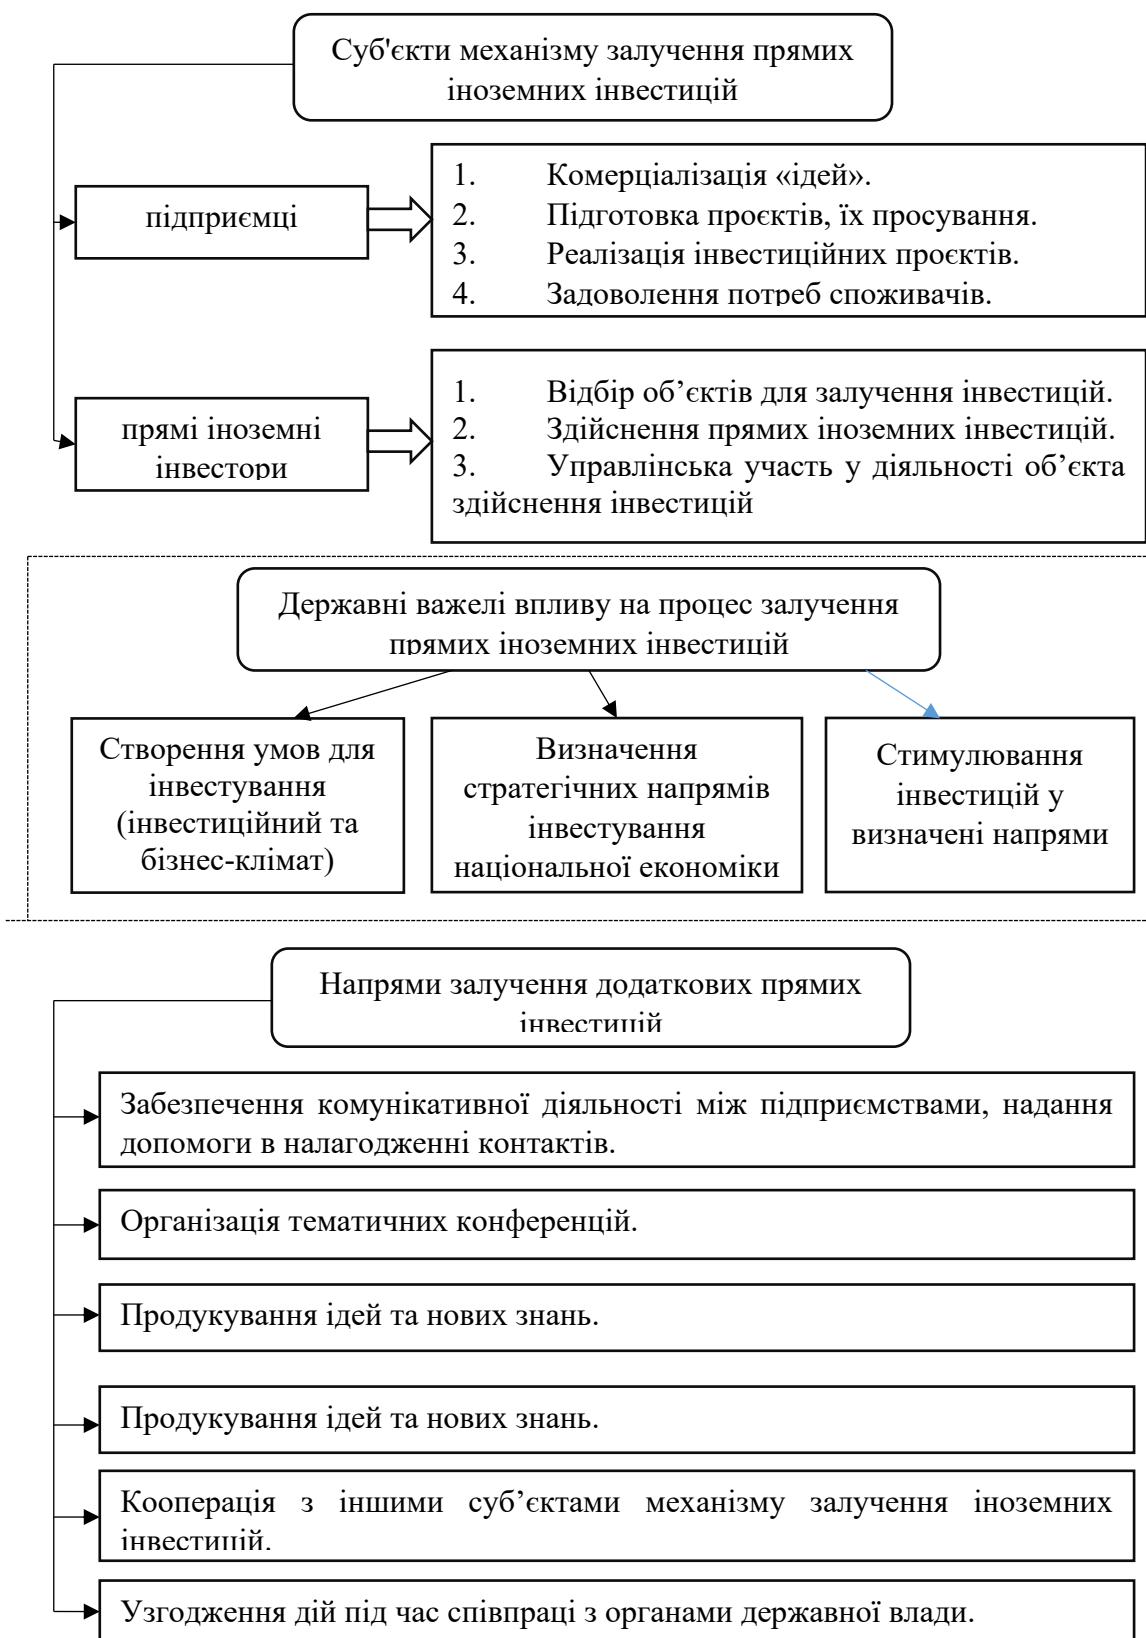 Суб'єкти механізму залучення прямих
іноземних інвестицій
підприємці
1. Комерціалізація «ідей».
2. Підготовка проєктів, їх просування.
3. Реалізація інвестиційних проєктів.
4. Задоволення потреб споживачів.
прямі іноземні
інвестори
1. Відбір об’єктів для залучення інвестицій.
2. Здійснення прямих іноземних інвестицій.
3. Управлінська участь у діяльності об’єкта
здійснення інвестицій
Державні важелі впливу на процес залучення
прямих іноземних інвестицій
Створення умов для
інвестування
(інвестиційний та
бізнес-клімат)
Визначення
стратегічних напрямів
інвестування
національної економіки
Стимулювання
інвестицій у
визначені напрями
Напрями залучення додаткових прямих
інвестицій
Забезпечення комунікативної діяльності між підприємствами, надання
допомоги в налагодженні контактів.
Організація тематичних конференцій.
Продукування ідей та нових знань.
Продукування ідей та нових знань.
Кооперація з іншими суб’єктами механізму залучення іноземних
інвестицій.
Узгодження дій під час співпраці з органами державної влади.